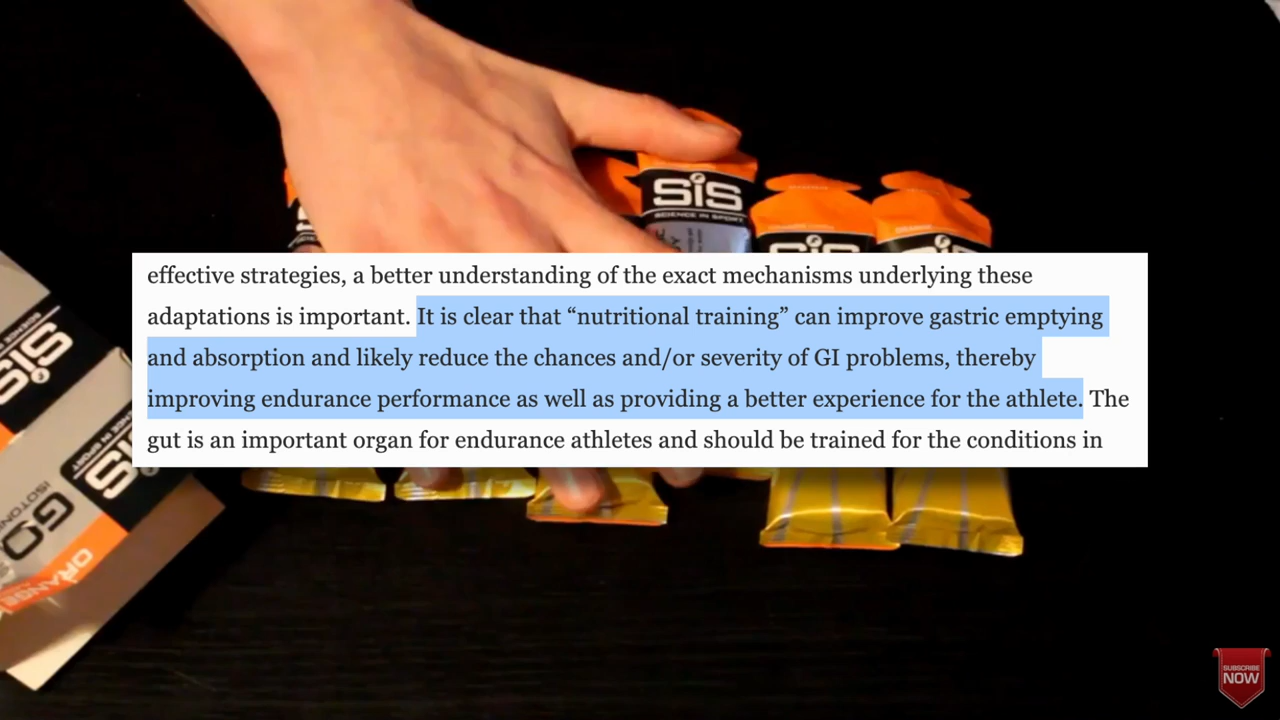 SiS
SCIENCE IN SPORT
SiS
SiS
effective strategies, a better understanding of the exact mechanisms underlying these
adaptations is important. It is clear that “nutritional training” can improve gastric emptying
and absorption and likely reduce the chances and/or severity of GI problems, thereby
improving endurance performance as well as providing a better experience for the athlete. The
gut is an important organ for endurance athletes and should be trained for the conditions in
SiS
SiS
GO
ORANGE
SUBSCRIBE
NOW